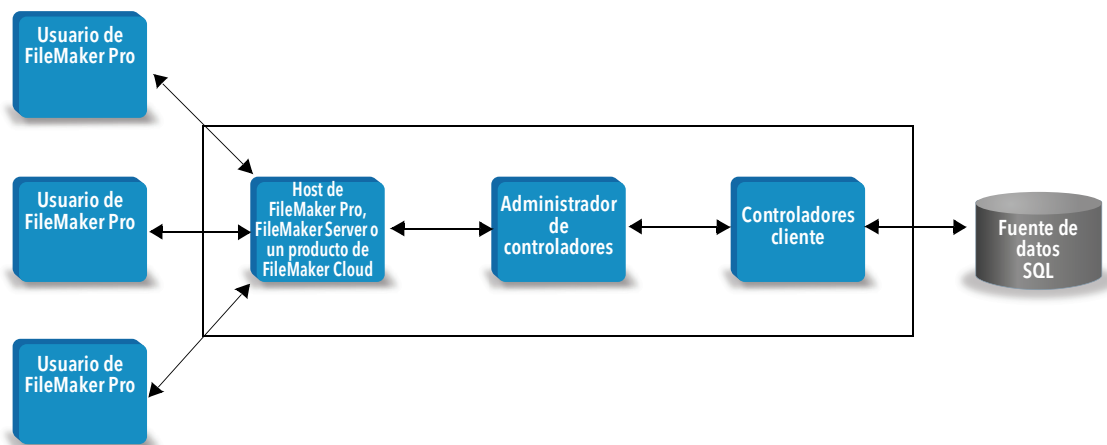 Usuario de
FileMaker Pro
Usuario de
FileMaker Pro
Usuario de
FileMaker Pro
Host de
FileMaker Pro,
FileMaker Server o
un producto de
FileMaker Cloud
Administrador
de
controladores
Controladores
cliente
Fuente de
datos
SQL